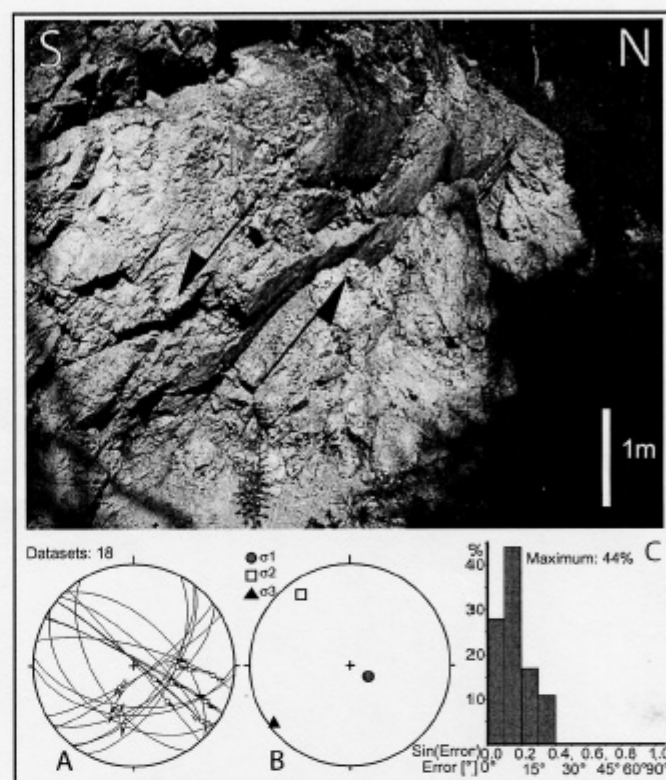 S N
1m
Datasets: 18
σ1
σ2
σ3
A
B
C
%
Maximum: 44%
40
30
20
10
Sin(Error) 0.0 0.2 0.4 0.6 0.8 1.0
Error [°] 0° 15° 30° 45° 60° 90°